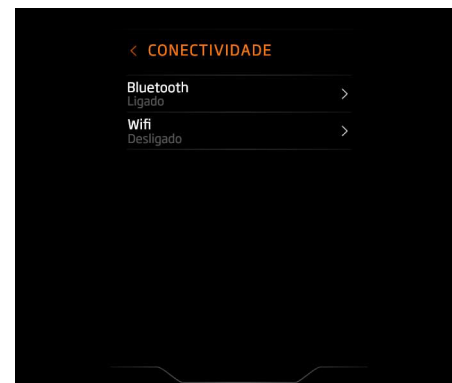 CONECTIVIDADE
Bluetooth
Ligado
Wifi
Desligado